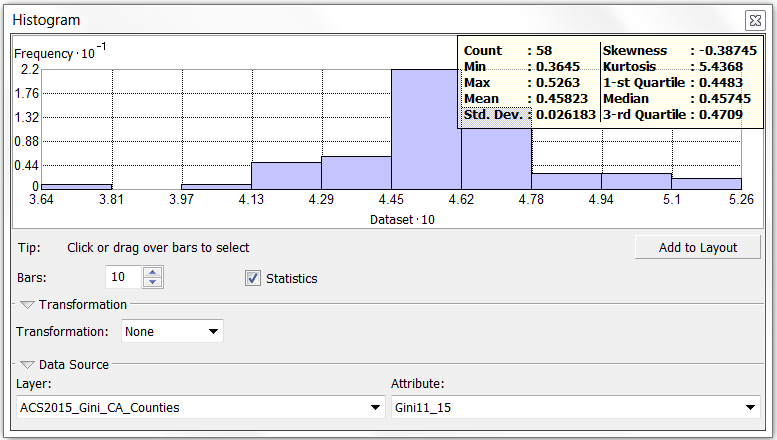 Histogram
Frequency · 10 -1
Count : 58 Skewness : -0.38745
Min : 0.3645 Kurtosis : 5.4368
Max : 0.5263 1-st Quartile : 0.4483
Mean : 0.45823 Median : 0.45745
Std. Dev. : 0.026183 3-rd Quartile : 0.4709
2.2
1.76
1.32
0.88
0.44
0
3.64 3.81 3.97 4.13 4.29 4.45 4.62 4.78 4.94 5.1 5.26
Dataset · 10
Tip: Click or drag over bars to select Add to Layout
Bars: 10 Statistics
Transformation
Transformation: None
Data Source
Layer: Attribute:
ACS2015_Gini_CA_Counties Gini11_15